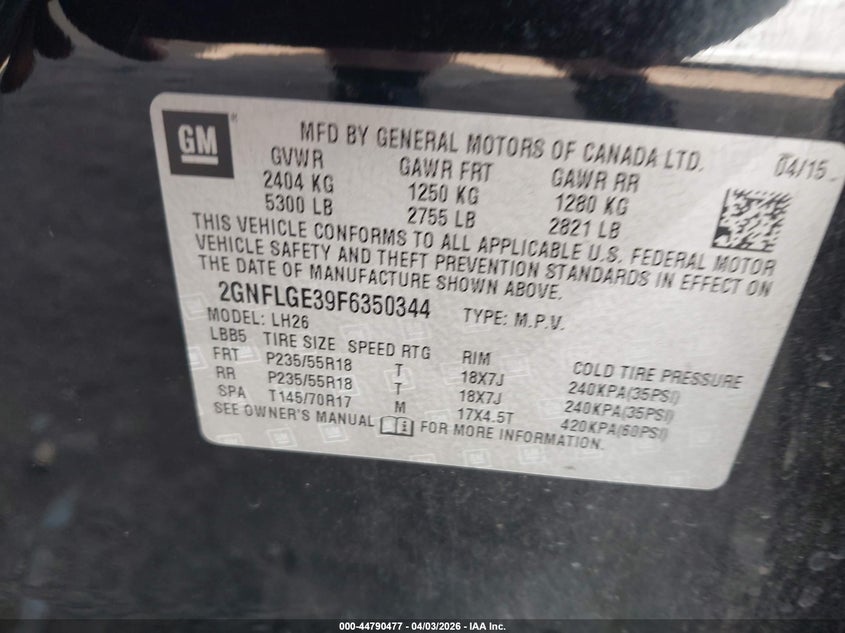 GM
MFD BY GENERAL MOTORS OF CANADA LTD. 04/15
GVWR GAWR FRT GAWR RR
2404 KG 1250 KG 1280 KG
5300 LB 2755 LB 2821 LB
THIS VEHICLE CONFORMS TO ALL APPLICABLE U.S. FEDERAL MOTOR
VEHICLE SAFETY AND THEFT PREVENTION STANDARDS IN EFFECT ON
THE DATE OF MANUFACTURE SHOWN ABOVE.
2GNFLGE39F6350344 TYPE: M.P.V.
MODEL: LH26
LBB5 TIRE SIZE SPEED RTG RIM COLD TIRE PRESSURE
FRT P235/55R18 T 18X7J 240KPA(35PSI)
RR P235/55R18 T 18X7J 240KPA(35PSI)
SPA T145/70R17 M 17X4.5T 420KPA(60PSI)
SEE OWNER'S MANUAL FOR MORE INFORMATION.
000-44790477 - 04/03/2026 - IAA Inc.